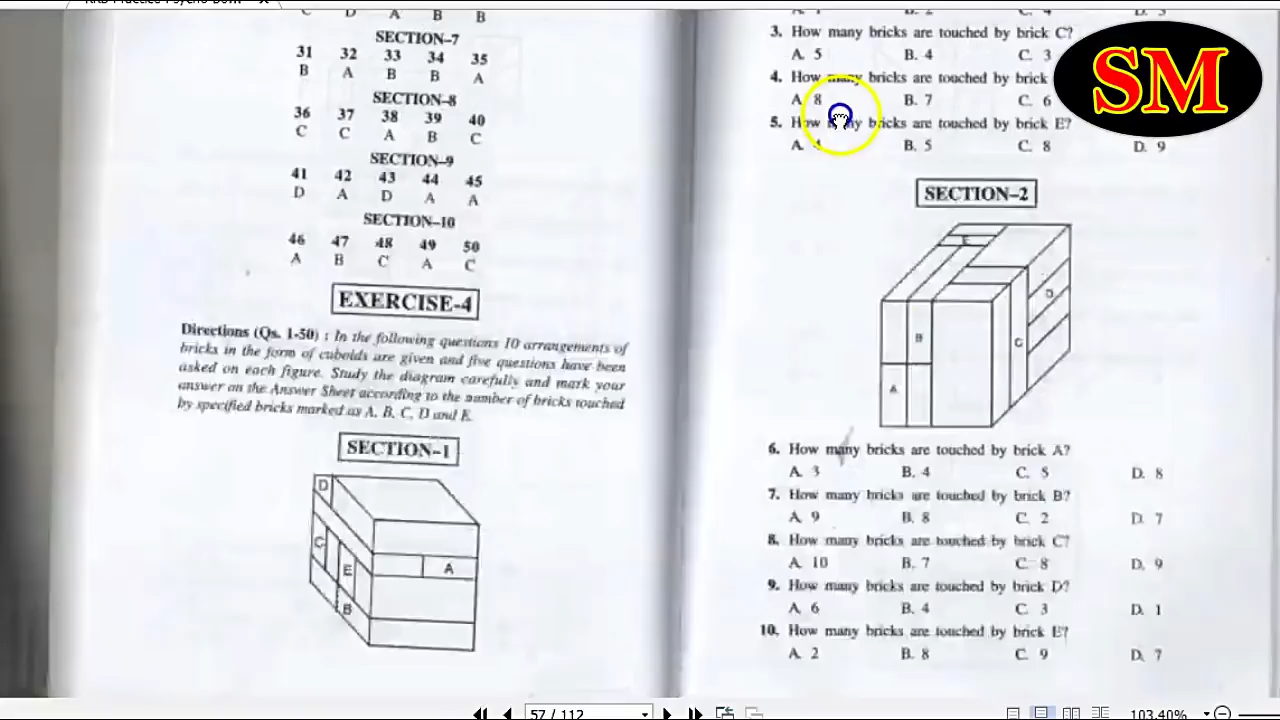 C D A B B
SECTION-7
31 32 33 34 35
B A B B A
SECTION-8
36 37 38 39 40
C C A B C
SECTION-9
41 42 43 44 45
D A D A A
SECTION-10
46 47 48 49 50
A B C A C
EXERCISE-4
Directions (Qs. 1-50) : In the following questions 10 arrangements of
bricks in the form of cuboids are given and five questions have been
asked on each figure. Study the diagram carefully and mark your
answer on the Answer Sheet according to the number of bricks touched
by specified bricks marked as A, B, C, D and E.
SECTION-1
D
C
E
A
B
3. How many bricks are touched by brick C?
A. 5 B. 4 C. 3
4. How many bricks are touched by brick
A. 8 B. 7 C. 6
5. How many bricks are touched by brick E?
A. B. 5 C. 8 D. 9
SECTION-2
E
D
B
C
A
6. How many bricks are touched by brick A?
A. 3 B. 4 C. 5 D. 8
7. How many bricks are touched by brick B?
A. 9 B. 8 C. 2 D. 7
8. How many bricks are touched by brick C?
A. 10 B. 7 C. 8 D. 9
9. How many bricks are touched by brick D?
A. 6 B. 4 C. 3 D. 1
10. How many bricks are touched by brick E?
A. 2 B. 8 C. 9 D. 7
SM
57 / 112
103.40%